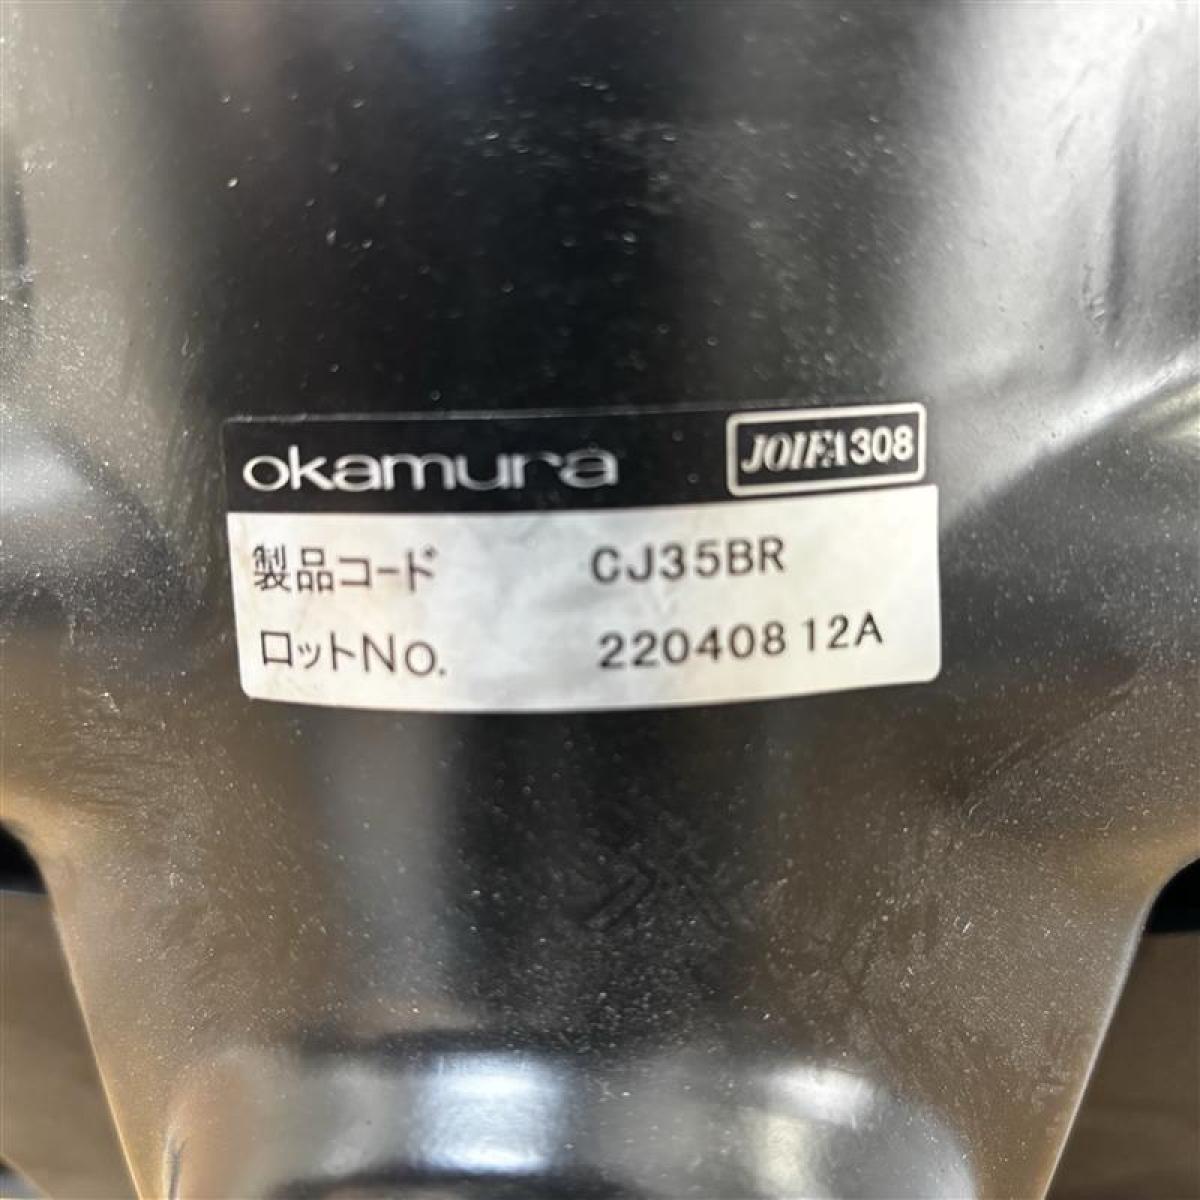 okamura JOIFA308
製品コード CJ35BR
ロットNo. 22040812A